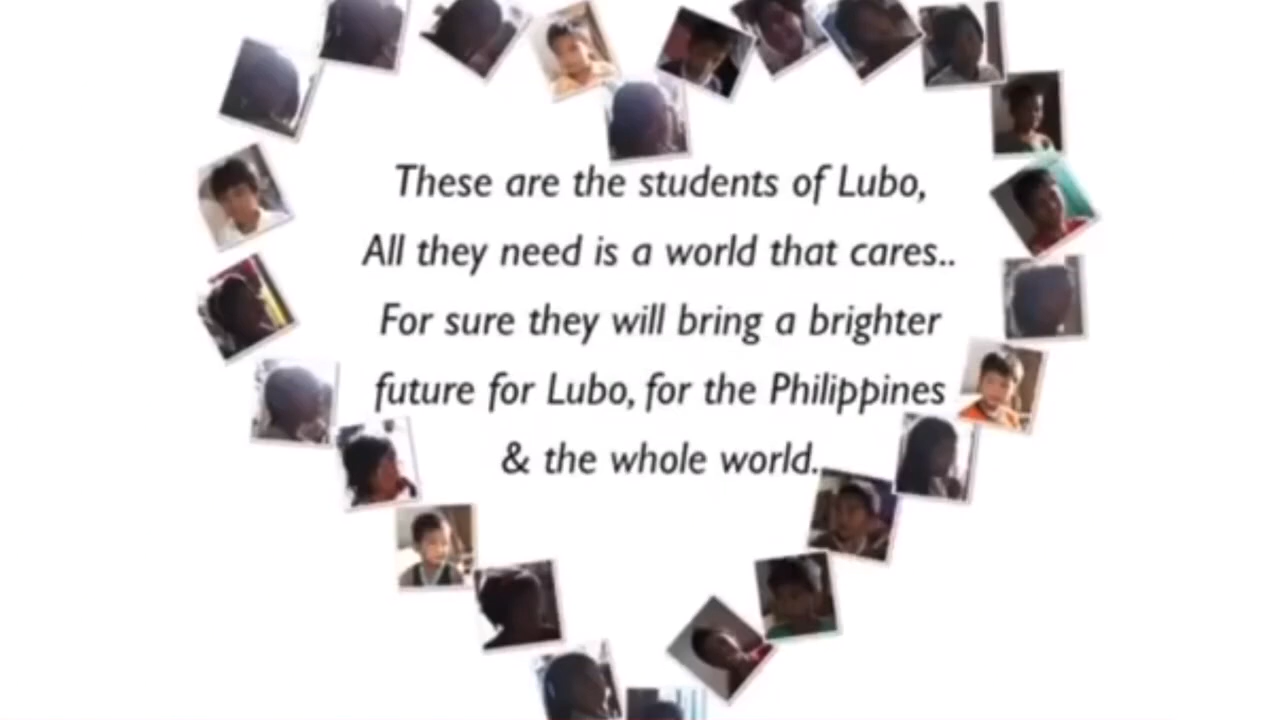 These are the students of Lubo,
All they need is a world that cares..
For sure they will bring a brighter
future for Lubo, for the Philippines
& the whole world.